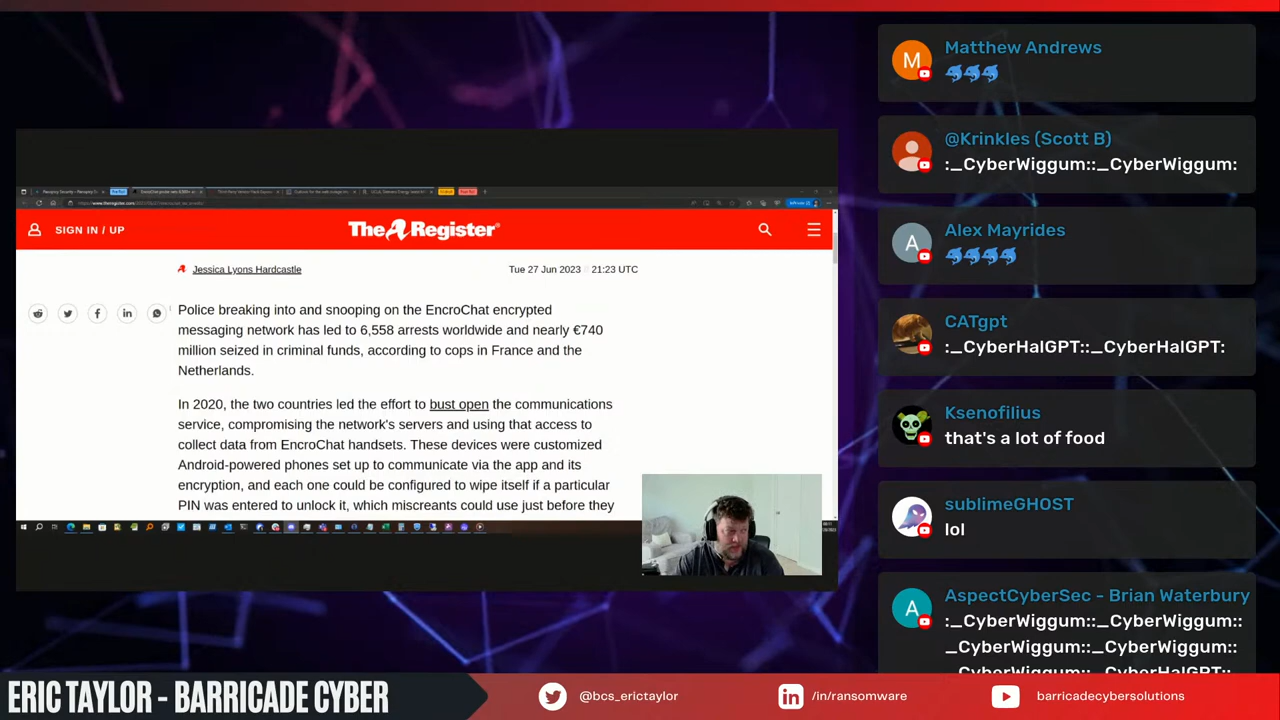 SIGN IN / UP
The Register
Jessica Lyons Hardcastle
Tue 27 Jun 2023 // 21:23 UTC
Police breaking into and snooping on the EncroChat encrypted
messaging network has led to 6,558 arrests worldwide and nearly €740
million seized in criminal funds, according to cops in France and the
Netherlands.
In 2020, the two countries led the effort to bust open the communications
service, compromising the network's servers and using that access to
collect data from EncroChat handsets. These devices were customized
Android-powered phones set up to communicate via the app and its
encryption, and each one could be configured to wipe itself if a particular
PIN was entered to unlock it, which miscreants could use just before they
M
Matthew Andrews
🐬🐬🐬
@Krinkles (Scott B)
:_CyberWiggum::_CyberWiggum:
A
Alex Mayrides
🐬🐬🐬🐬
CATgpt
:_CyberHalGPT::_CyberHalGPT:
Ksenofilius
that's a lot of food
sublimeGHOST
lol
A
AspectCyberSec - Brian Waterbury
:_CyberWiggum::_CyberWiggum::
_CyberWiggum::_CyberWiggum::
_CyberWiggum::_CyberHalGPT::
ERIC TAYLOR - BARRICADE CYBER
@bcs_erictaylor
in
/in/ransomware
barricadecybersolutions